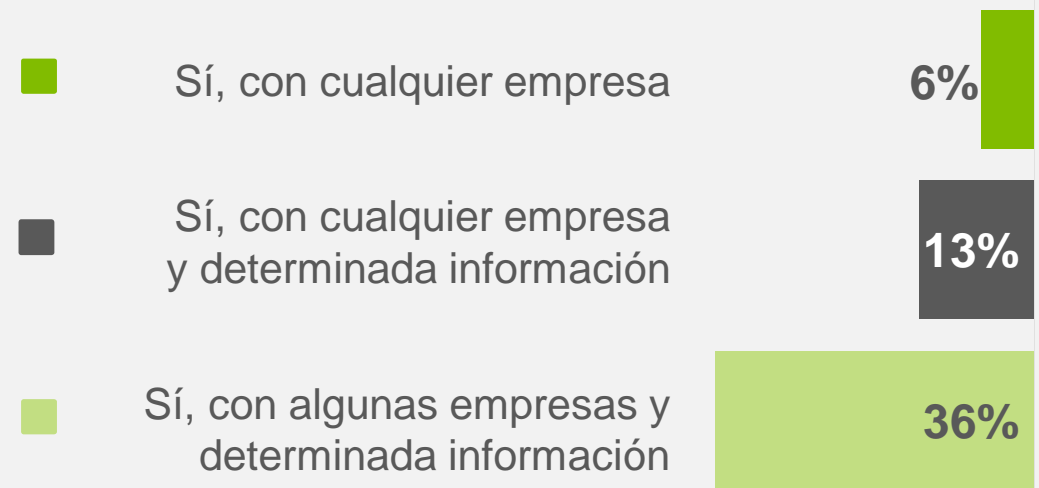 Sí, con cualquier empresa
6%
Sí, con cualquier empresa
y determinada información
13%
Sí, con algunas empresas y
determinada información
36%